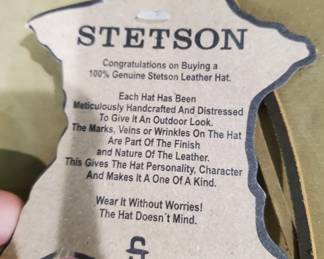 STETSON
Congratulations on Buying a
100% Genuine Stetson Leather Hat.
Each Hat Has Been
Meticulously Handcrafted And Distressed
To Give It An Outdoor Look.
The Marks, Veins or Wrinkles On The Hat
Are Part Of The Finish
and Nature Of The Leather.
This Gives The Hat Personality, Character
And Makes It A One Of A Kind.
Wear It Without Worries!
The Hat Doesn't Mind.